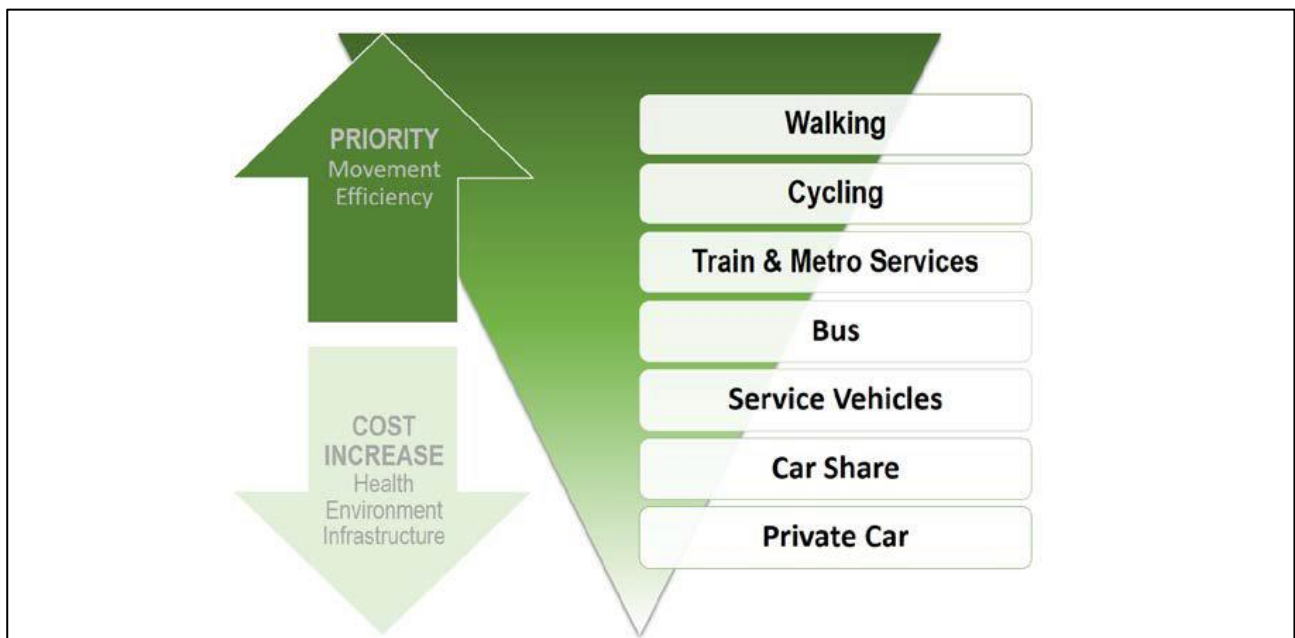 PRIORITY
Movement
Efficiency
COST
INCREASE
Health
Environment
Infrastructure
Walking
Cycling
Train & Metro Services
Bus
Service Vehicles
Car Share
Private Car